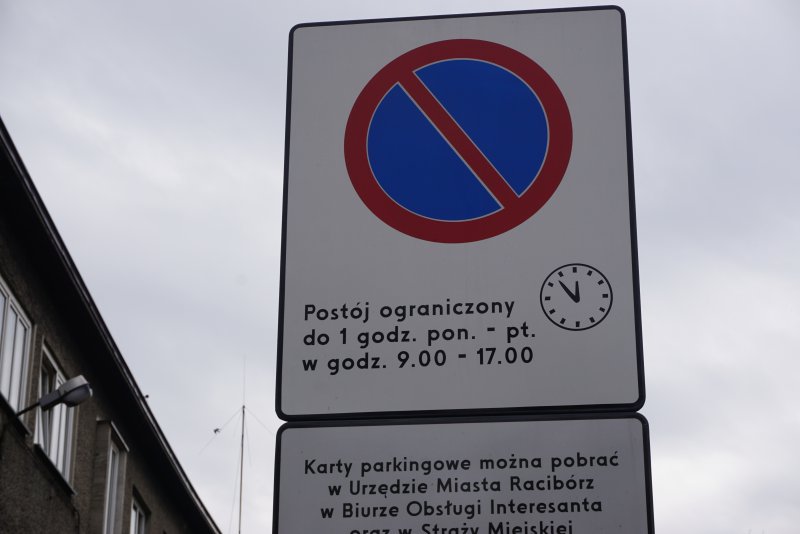 Postój ograniczony
do 1 godz. pon. - pt.
w godz. 9.00 - 17.00
Karty parkingowe można pobrać
w Urzędzie Miasta Racibórz
w Biurze Obsługi Interesanta
oraz w Straży Miejskiej